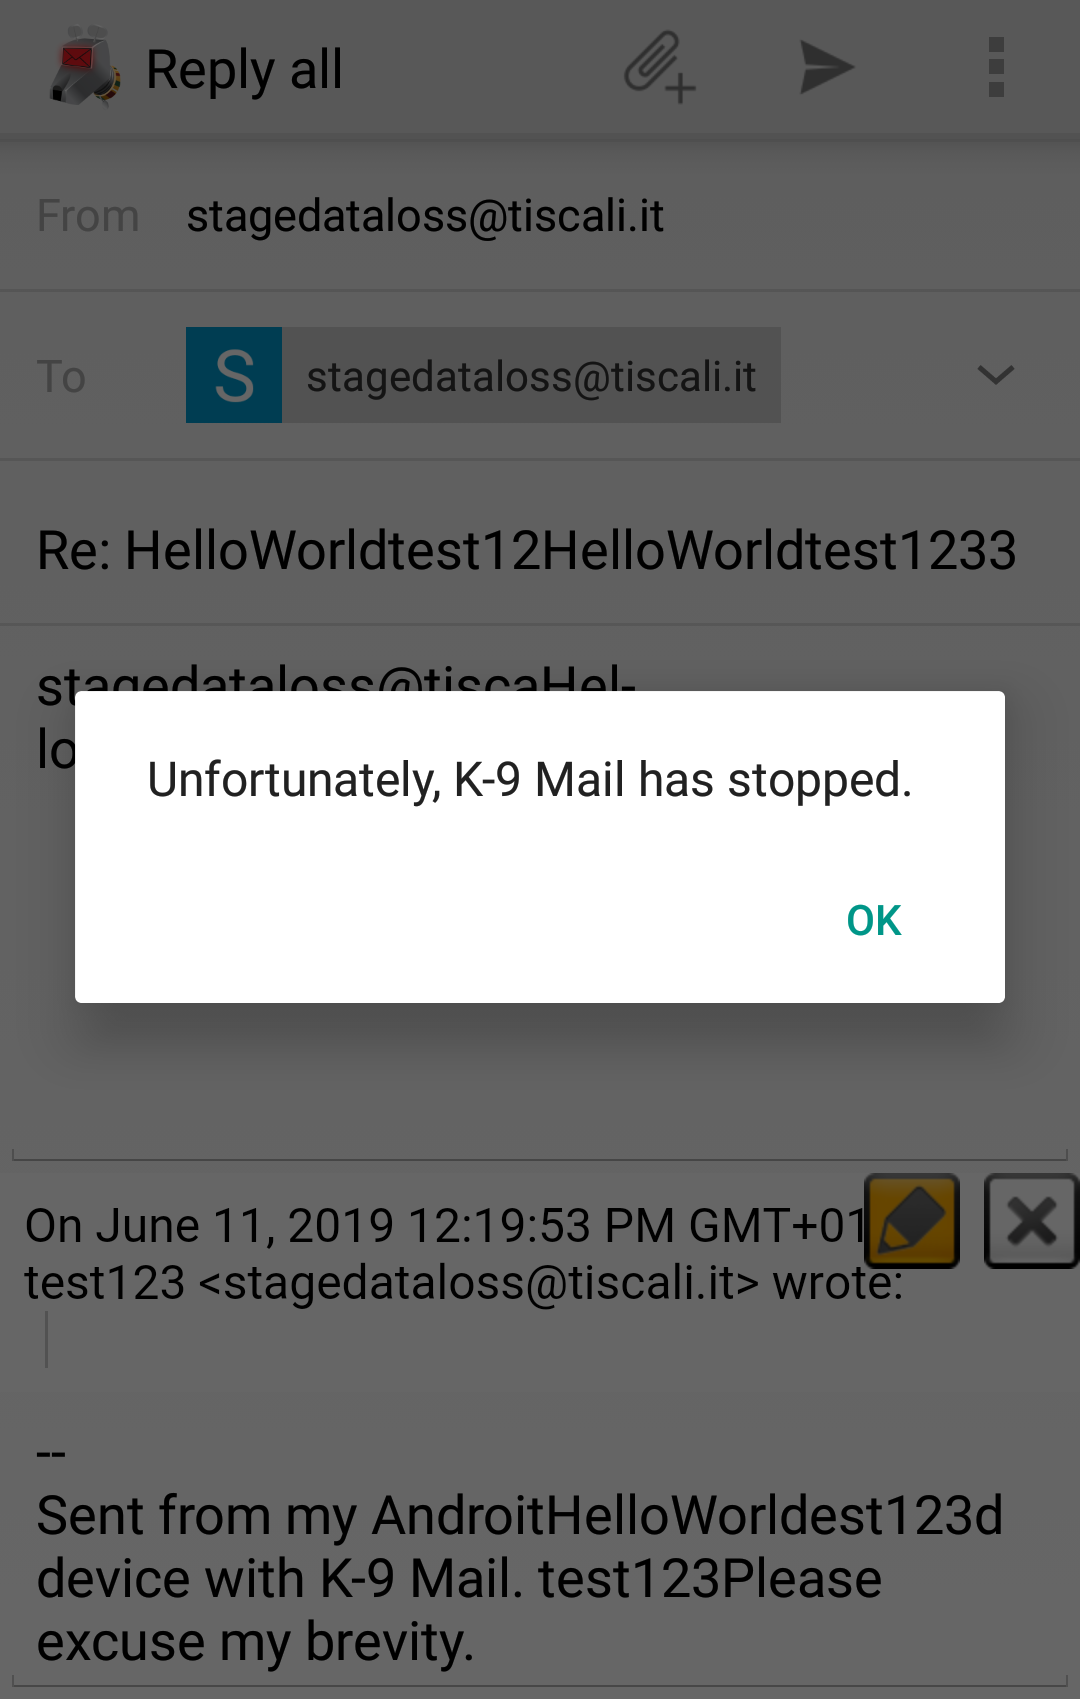 Reply all
From stagedataloss@tiscali.it
To S stagedataloss@tiscali.it
Re: HelloWorldtest12HelloWorldtest1233
stagedataloss@tiscaHel-
lo
Unfortunately, K-9 Mail has stopped.
OK
On June 11, 2019 12:19:53 PM GMT+01
test123 <stagedataloss@tiscali.it> wrote:
--
Sent from my AndroitHelloWorldest123d
device with K-9 Mail. test123Please
excuse my brevity.